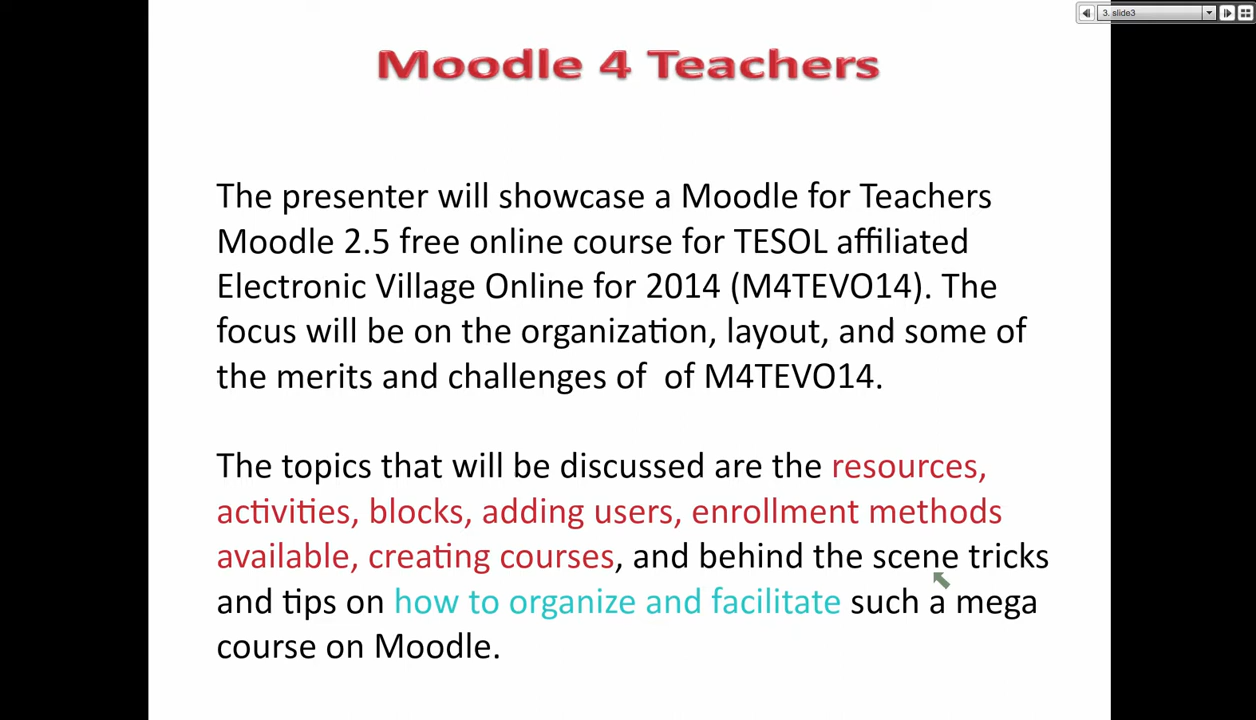 3. slide3
Moodle 4 Teachers
The presenter will showcase a Moodle for Teachers
Moodle 2.5 free online course for TESOL affiliated
Electronic Village Online for 2014 (M4TEVO14). The
focus will be on the organization, layout, and some of
the merits and challenges of  of M4TEVO14.
The topics that will be discussed are the resources,
activities, blocks, adding users, enrollment methods
available, creating courses, and behind the scene tricks
and tips on how to organize and facilitate such a mega
course on Moodle.